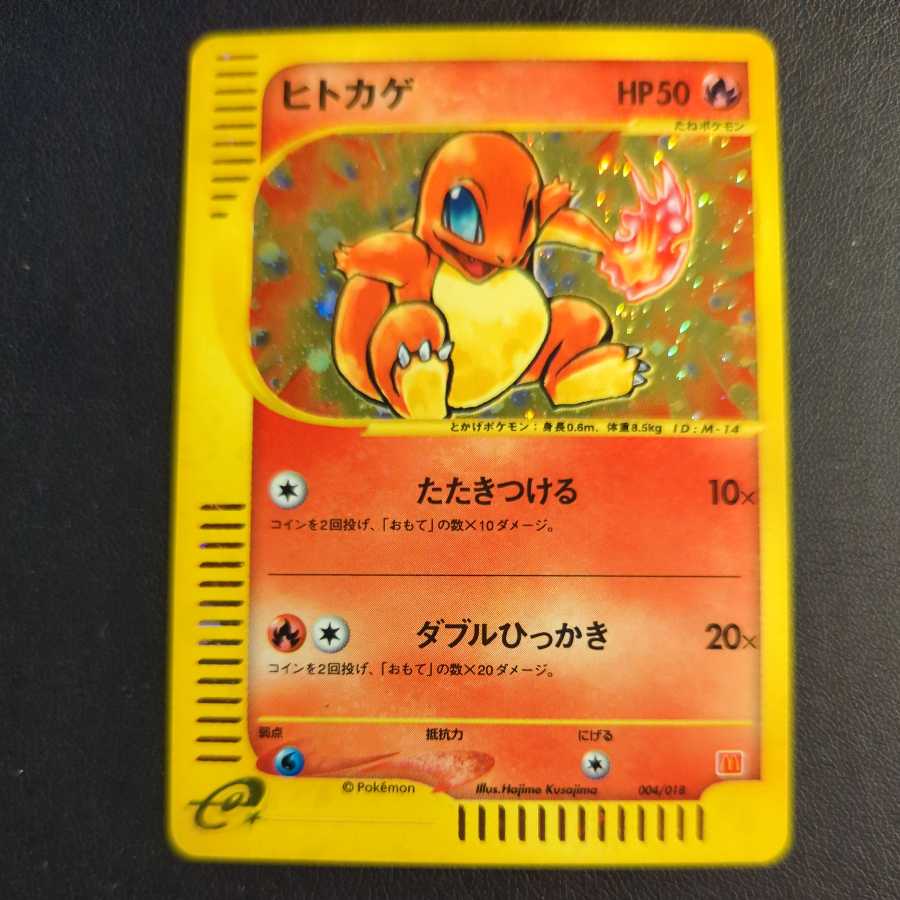 ヒトカゲ HP50
たねポケモン
とかげポケモン：身長0.6m、体重8.5kg ID:M-14
たたきつける 10×
コインを2回投げ、「おもて」の数×10ダメージ。
ダブルひっかき 20×
コインを2回投げ、「おもて」の数×20ダメージ。
弱点 抵抗力 にげる
©Pokémon Illus.Hajime Kusajima 004/018
e